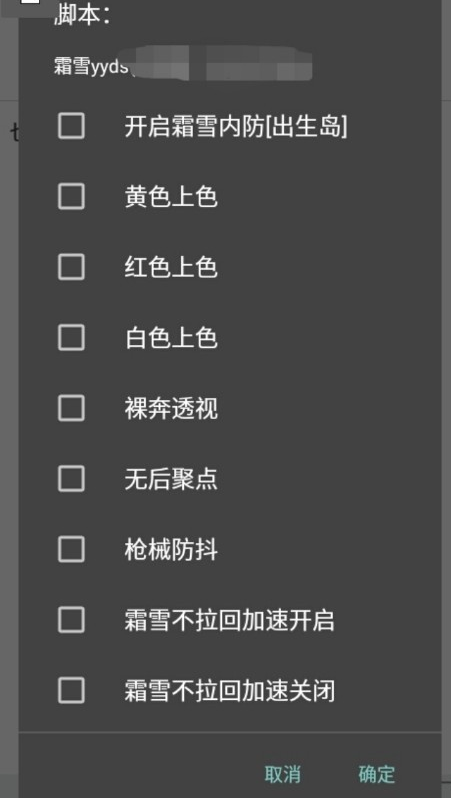 脚本：
霜雪yyds
开启霜雪内防[出生岛]
黄色上色
红色上色
白色上色
裸奔透视
无后聚点
枪械防抖
霜雪不拉回加速开启
霜雪不拉回加速关闭
取消 确定